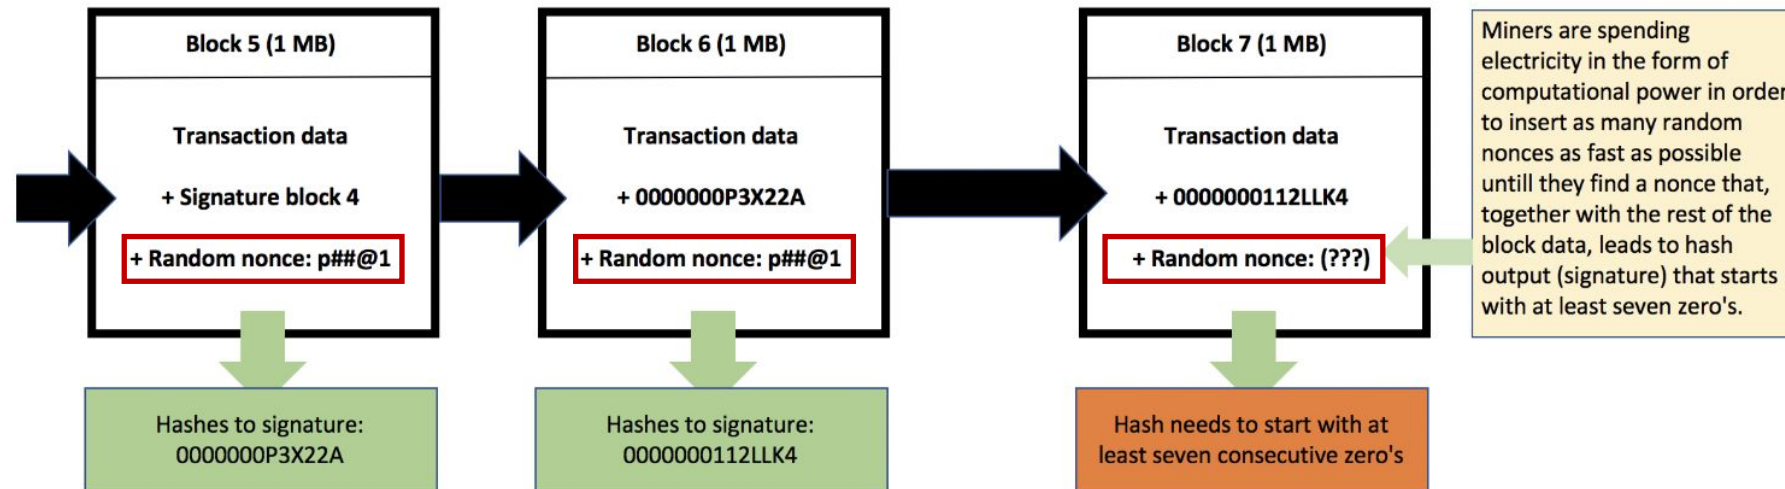 Block 5 (1 MB)
Transaction data
+ Signature block 4
+ Random nonce: p##@1
Hashes to signature:
0000000P3X22A
Block 6 (1 MB)
Transaction data
+ 0000000P3X22A
+ Random nonce: p##@1
Hashes to signature:
0000000112LLK4
Block 7 (1 MB)
Transaction data
+ 0000000112LLK4
+ Random nonce: (???)
Hash needs to start with at
least seven consecutive zero's
Miners are spending
electricity in the form of
computational power in order
to insert as many random
nonces as fast as possible
untill they find a nonce that,
together with the rest of the
block data, leads to hash
output (signature) that starts
with at least seven zero's.